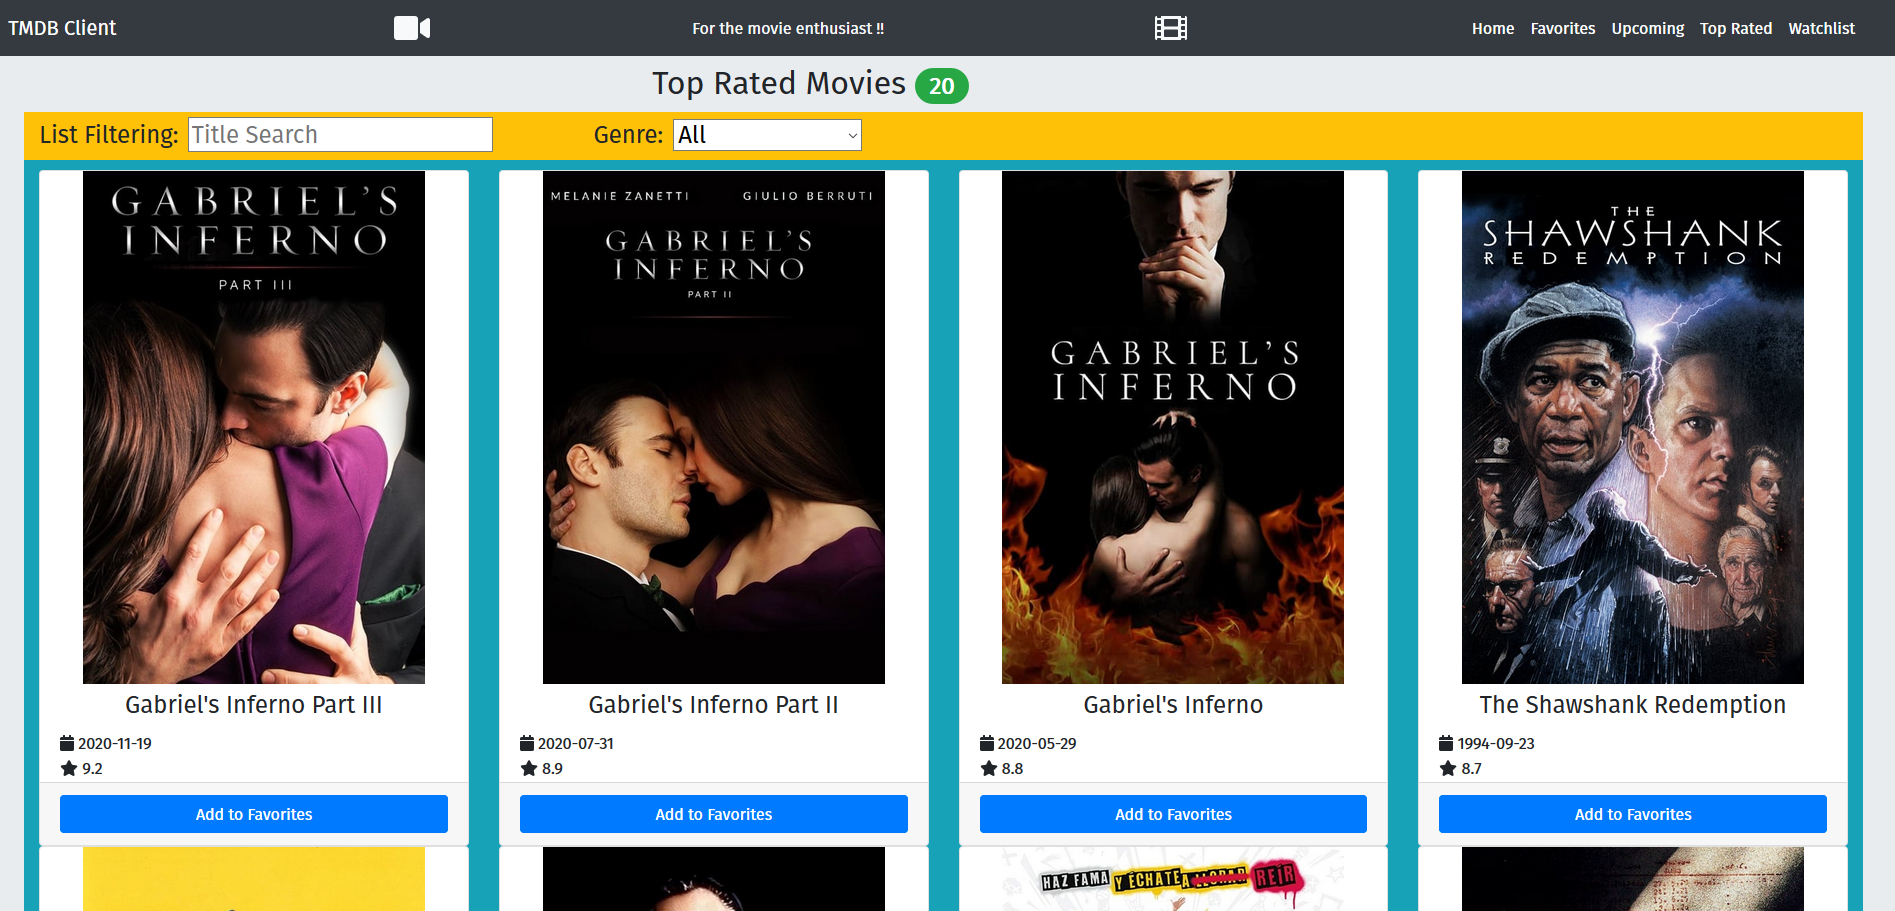 TMDB Client
For the movie enthusiast !!
Home Favorites Upcoming Top Rated Watchlist
Top Rated Movies 20
List Filtering: Title Search Genre: All
GABRIEL'S
INFERNO
PART III
Gabriel's Inferno Part III
2020-11-19
9.2
Add to Favorites
MELANIE ZANETTI GIULIO BERRUTI
GABRIEL'S
INFERNO
PART II
Gabriel's Inferno Part II
2020-07-31
8.9
Add to Favorites
GABRIEL'S
INFERNO
Gabriel's Inferno
2020-05-29
8.8
Add to Favorites
THE
SHAWSHANK
REDEMPTION
The Shawshank Redemption
1994-09-23
8.7
Add to Favorites
HAZ FAMA Y ÉCHATE A LLORAR REÍR